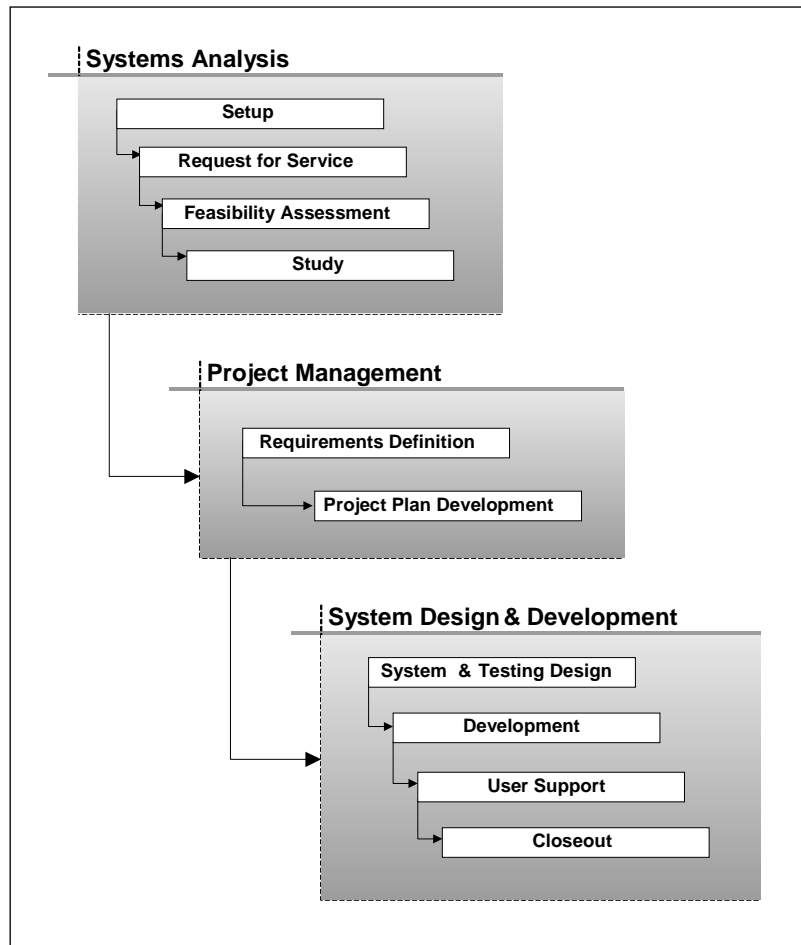 Systems Analysis
Setup
Request for Service
Feasibility Assessment
Study
Project Management
Requirements Definition
Project Plan Development
System Design & Development
System & Testing Design
Development
User Support
Closeout